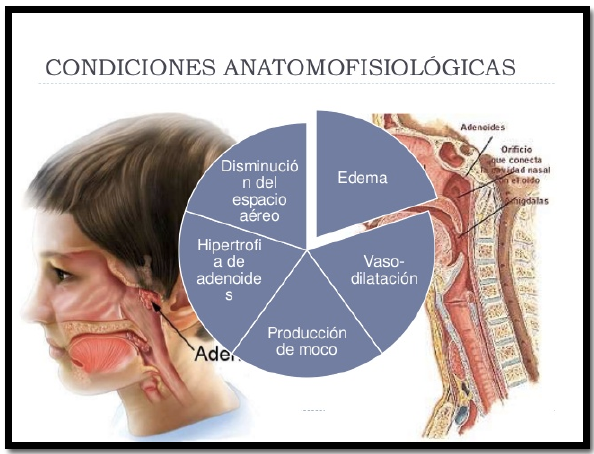 CONDICIONES ANATOMOFISIOLÓGICAS
Disminució
n del
espacio
aéreo
Edema
Hipertrofi
a de
adenoide
s
Vaso-
dilatación
Producción
de moco
Adenoides
Orificio
que conecta
la cavidad nasal
el oído
Amígdalas
Aden